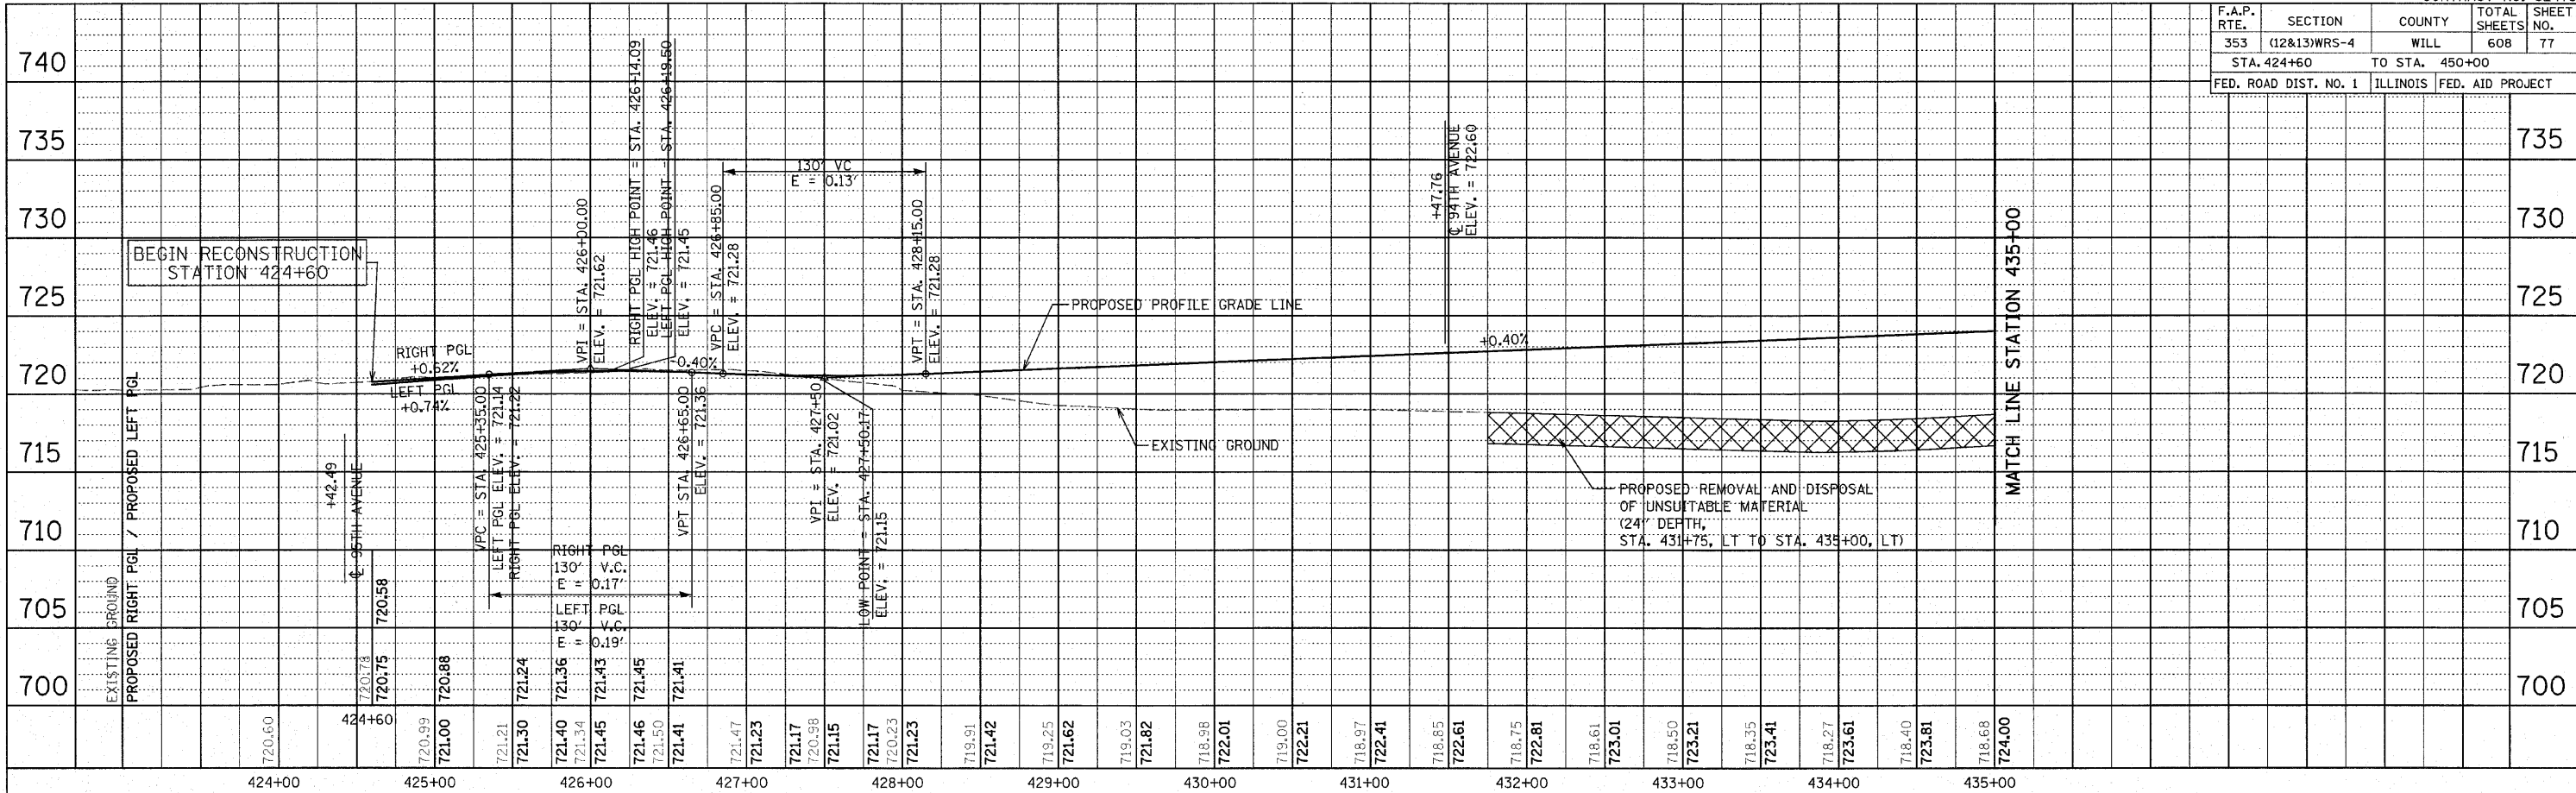 F.A.P. RTE. SECTION COUNTY TOTAL SHEETS SHEET NO.
353 (12&13)WRS-4 WILL 608 77
STA. 424+60 TO STA. 450+00
FED. ROAD DIST. NO. 1 ILLINOIS FED. AID PROJECT
740
735
730
725
720
715
710
705
700
735
730
725
720
715
710
705
700
BEGIN RECONSTRUCTION
STATION 424+60
RIGHT PGL
+0.62%
LEFT PGL
+0.74%
+42.49
℄ 95TH AVENUE
VPC = STA. 425+35.00
LEFT PGL ELEV. = 721.14
RIGHT PGL ELEV. = 721.22
VPI = STA. 426+00.00
ELEV. = 721.62
RIGHT PGL HIGH POINT = STA. 426+14.09
ELEV. = 721.46
LEFT PGL HIGH POINT = STA. 426+19.50
ELEV. = 721.45
-0.40%
VPT STA. 426+65.00
ELEV. = 721.36
VPC = STA. 426+85.00
ELEV. = 721.28
130' VC
E = 0.13'
VPI = STA. 427+50
ELEV. = 721.02
LOW POINT = STA. 427+50.17
ELEV. = 721.15
VPT = STA. 428+15.00
ELEV. = 721.28
RIGHT PGL
130' V.C.
E = 0.17'
LEFT PGL
130' V.C.
E = 0.19'
PROPOSED PROFILE GRADE LINE
EXISTING GROUND
+47.76
℄ 94TH AVENUE
ELEV. = 722.60
+0.40%
PROPOSED REMOVAL AND DISPOSAL
OF UNSUITABLE MATERIAL
(24" DEPTH,
STA. 431+75, LT TO STA. 435+00, LT)
MATCH LINE STATION 435+00
EXISTING GROUND
PROPOSED RIGHT PGL / PROPOSED LEFT PGL
720.58
720.78 720.75 720.88 721.24 721.36 721.43 721.45 721.41
424+60
720.60 720.99 721.00 721.21 721.30 721.40 721.34 721.45 721.46 721.50 721.41 721.47 721.23 721.17 720.98 721.15 721.17 720.23 721.23 719.91 721.42 719.25 721.62 719.03 721.82 718.98 722.01 719.00 722.21 718.97 722.41 718.85 722.61 718.75 722.81 718.61 723.01 718.50 723.21 718.35 723.41 718.27 723.61 718.40 723.81 718.68 724.00
424+00 425+00 426+00 427+00 428+00 429+00 430+00 431+00 432+00 433+00 434+00 435+00